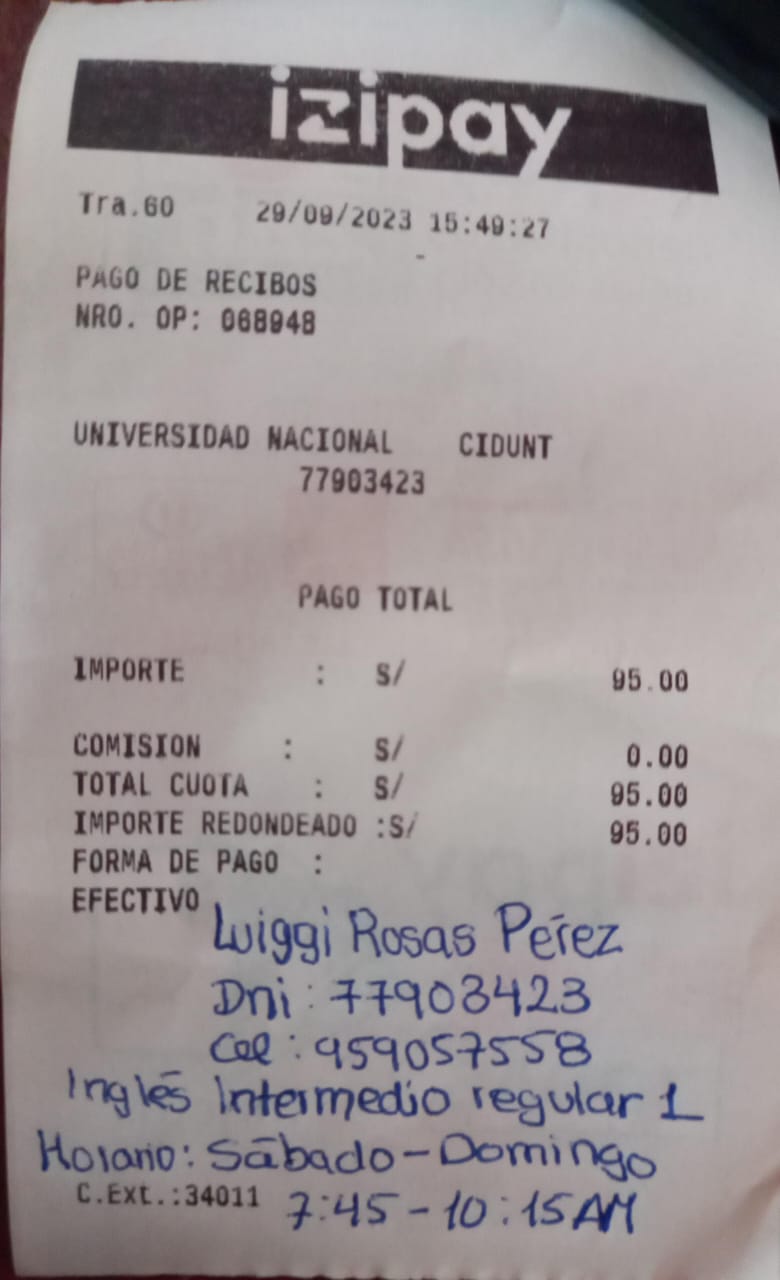 izipay
Tra.60 29/09/2023 15:49:27
PAGO DE RECIBOS
NRO. OP: 068948
UNIVERSIDAD NACIONAL CIDUNT
77903423
PAGO TOTAL
IMPORTE : S/ 95.00
COMISION : S/ 0.00
TOTAL CUOTA : S/ 95.00
IMPORTE REDONDEADO :S/ 95.00
FORMA DE PAGO :
EFECTIVO
Luiggi Rosas Pérez
Dni : 77903423
Cel : 959057558
Inglés Intermedio regular 1
Horario: Sábado - Domingo
C.Ext.:34011 7:45 - 10:15 AM